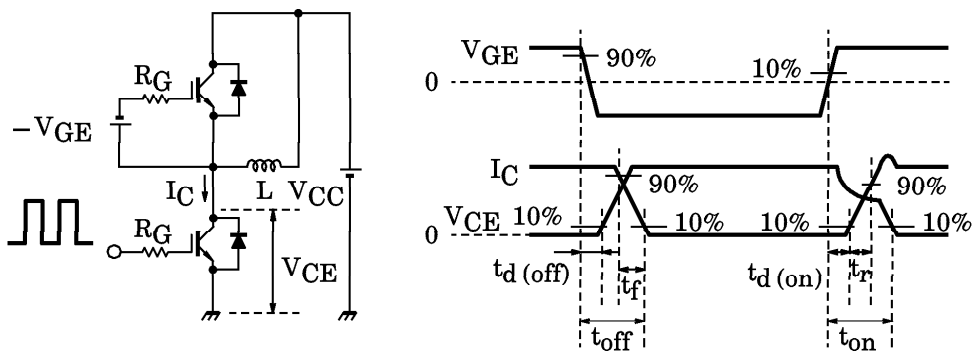 R_G
−V_GE
I_C
L
V_CC
R_G
V_CE
V_GE
90%
10%
0
I_C
90%
90%
V_CE
10%
10%
10%
10%
0
t_d (off)
t_f
t_d (on)
t_r
t_off
t_on